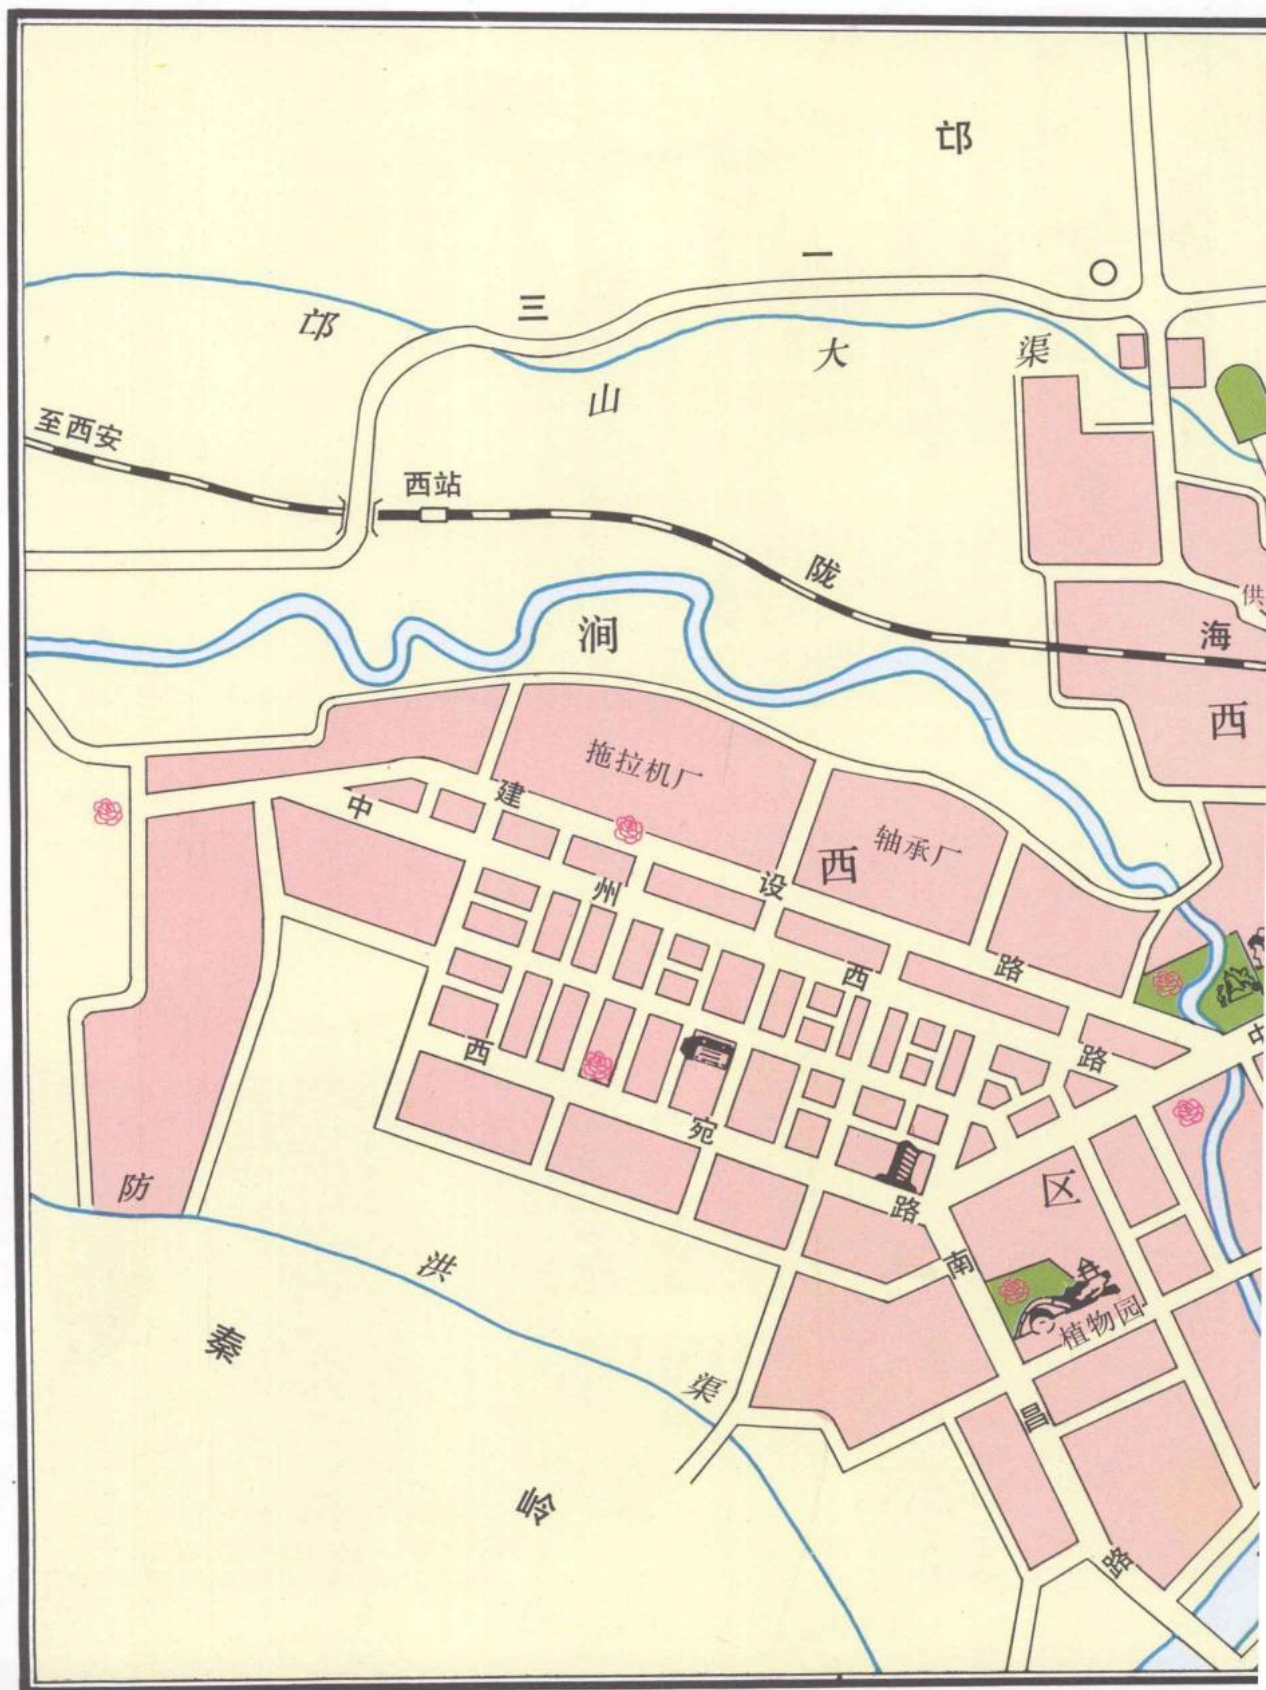 邙
三 一 〇
邙 山 大 渠
至西安
西站
陇 海
供
西
涧 西 区
拖拉机厂
轴承厂
建 设 路
中 州 西 路
中
西 宛 路
南 昌 路
植物园
防 洪 渠
秦 岭